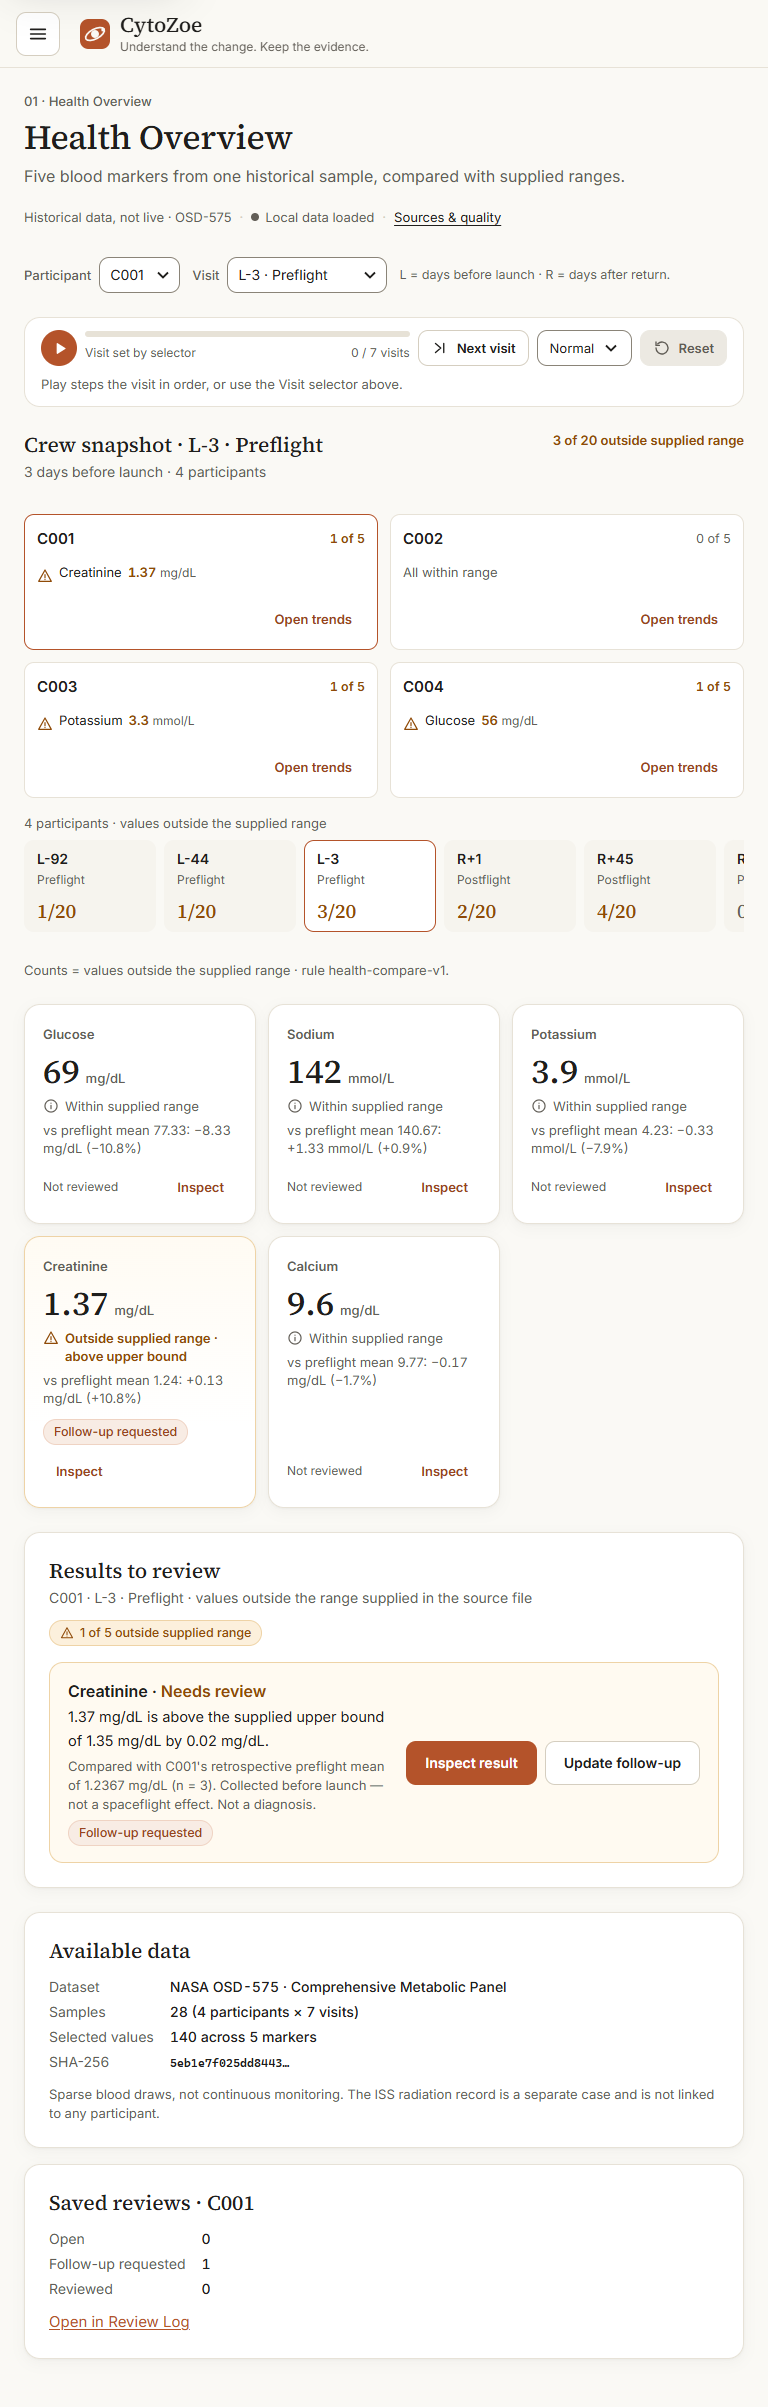 CytoZoe
Understand the change. Keep the evidence.
01 · Health Overview
Health Overview
Five blood markers from one historical sample, compared with supplied ranges.
Historical data, not live · OSD-575 · ● Local data loaded · Sources & quality
Participant C001 Visit L-3 · Preflight L = days before launch · R = days after return.
Visit set by selector 0 / 7 visits Next visit Normal Reset
Play steps the visit in order, or use the Visit selector above.
Crew snapshot · L-3 · Preflight 3 of 20 outside supplied range
3 days before launch · 4 participants
C001 1 of 5
Creatinine 1.37 mg/dL
Open trends
C002 0 of 5
All within range
Open trends
C003 1 of 5
Potassium 3.3 mmol/L
Open trends
C004 1 of 5
Glucose 56 mg/dL
Open trends
4 participants · values outside the supplied range
L-92
Preflight
1/20
L-44
Preflight
1/20
L-3
Preflight
3/20
R+1
Postflight
2/20
R+45
Postflight
4/20
Counts = values outside the supplied range · rule health-compare-v1.
Glucose
69 mg/dL
Within supplied range
vs preflight mean 77.33: −8.33
mg/dL (−10.8%)
Not reviewed Inspect
Sodium
142 mmol/L
Within supplied range
vs preflight mean 140.67:
+1.33 mmol/L (+0.9%)
Not reviewed Inspect
Potassium
3.9 mmol/L
Within supplied range
vs preflight mean 4.23: −0.33
mmol/L (−7.9%)
Not reviewed Inspect
Creatinine
1.37 mg/dL
Outside supplied range ·
above upper bound
vs preflight mean 1.24: +0.13
mg/dL (+10.8%)
Follow-up requested
Inspect
Calcium
9.6 mg/dL
Within supplied range
vs preflight mean 9.77: −0.17
mg/dL (−1.7%)
Not reviewed Inspect
Results to review
C001 · L-3 · Preflight · values outside the range supplied in the source file
1 of 5 outside supplied range
Creatinine · Needs review
1.37 mg/dL is above the supplied upper bound
of 1.35 mg/dL by 0.02 mg/dL.
Compared with C001's retrospective preflight mean
of 1.2367 mg/dL (n = 3). Collected before launch —
not a spaceflight effect. Not a diagnosis.
Follow-up requested
Inspect result Update follow-up
Available data
Dataset NASA OSD-575 · Comprehensive Metabolic Panel
Samples 28 (4 participants × 7 visits)
Selected values 140 across 5 markers
SHA-256 5eb1e7f025dd8443…
Sparse blood draws, not continuous monitoring. The ISS radiation record is a separate case and is not linked
to any participant.
Saved reviews · C001
Open 0
Follow-up requested 1
Reviewed 0
Open in Review Log